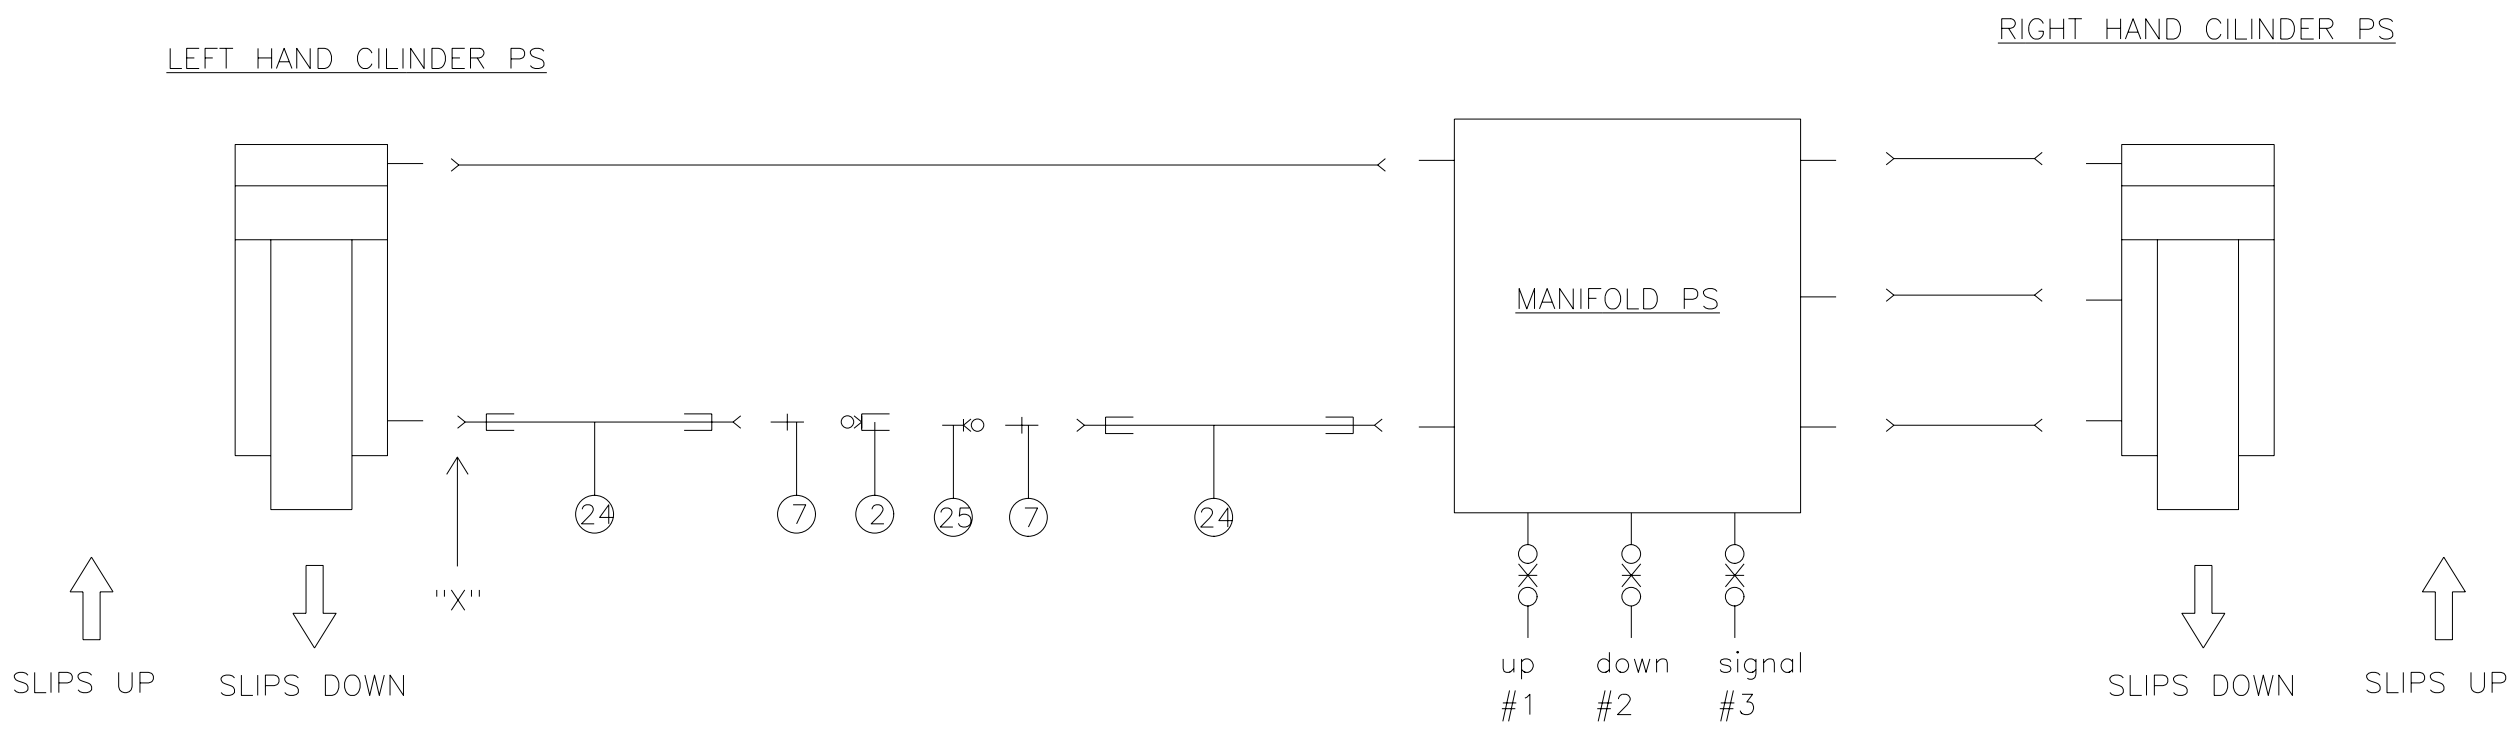 LEFT HAND CILINDER PS
RIGHT HAND CILINDER PS
MANIFOLD PS
24
7
2
25
7
24
"X"
SLIPS UP
SLIPS DOWN
up
#1
down
#2
signal
#3
SLIPS DOWN
SLIPS UP